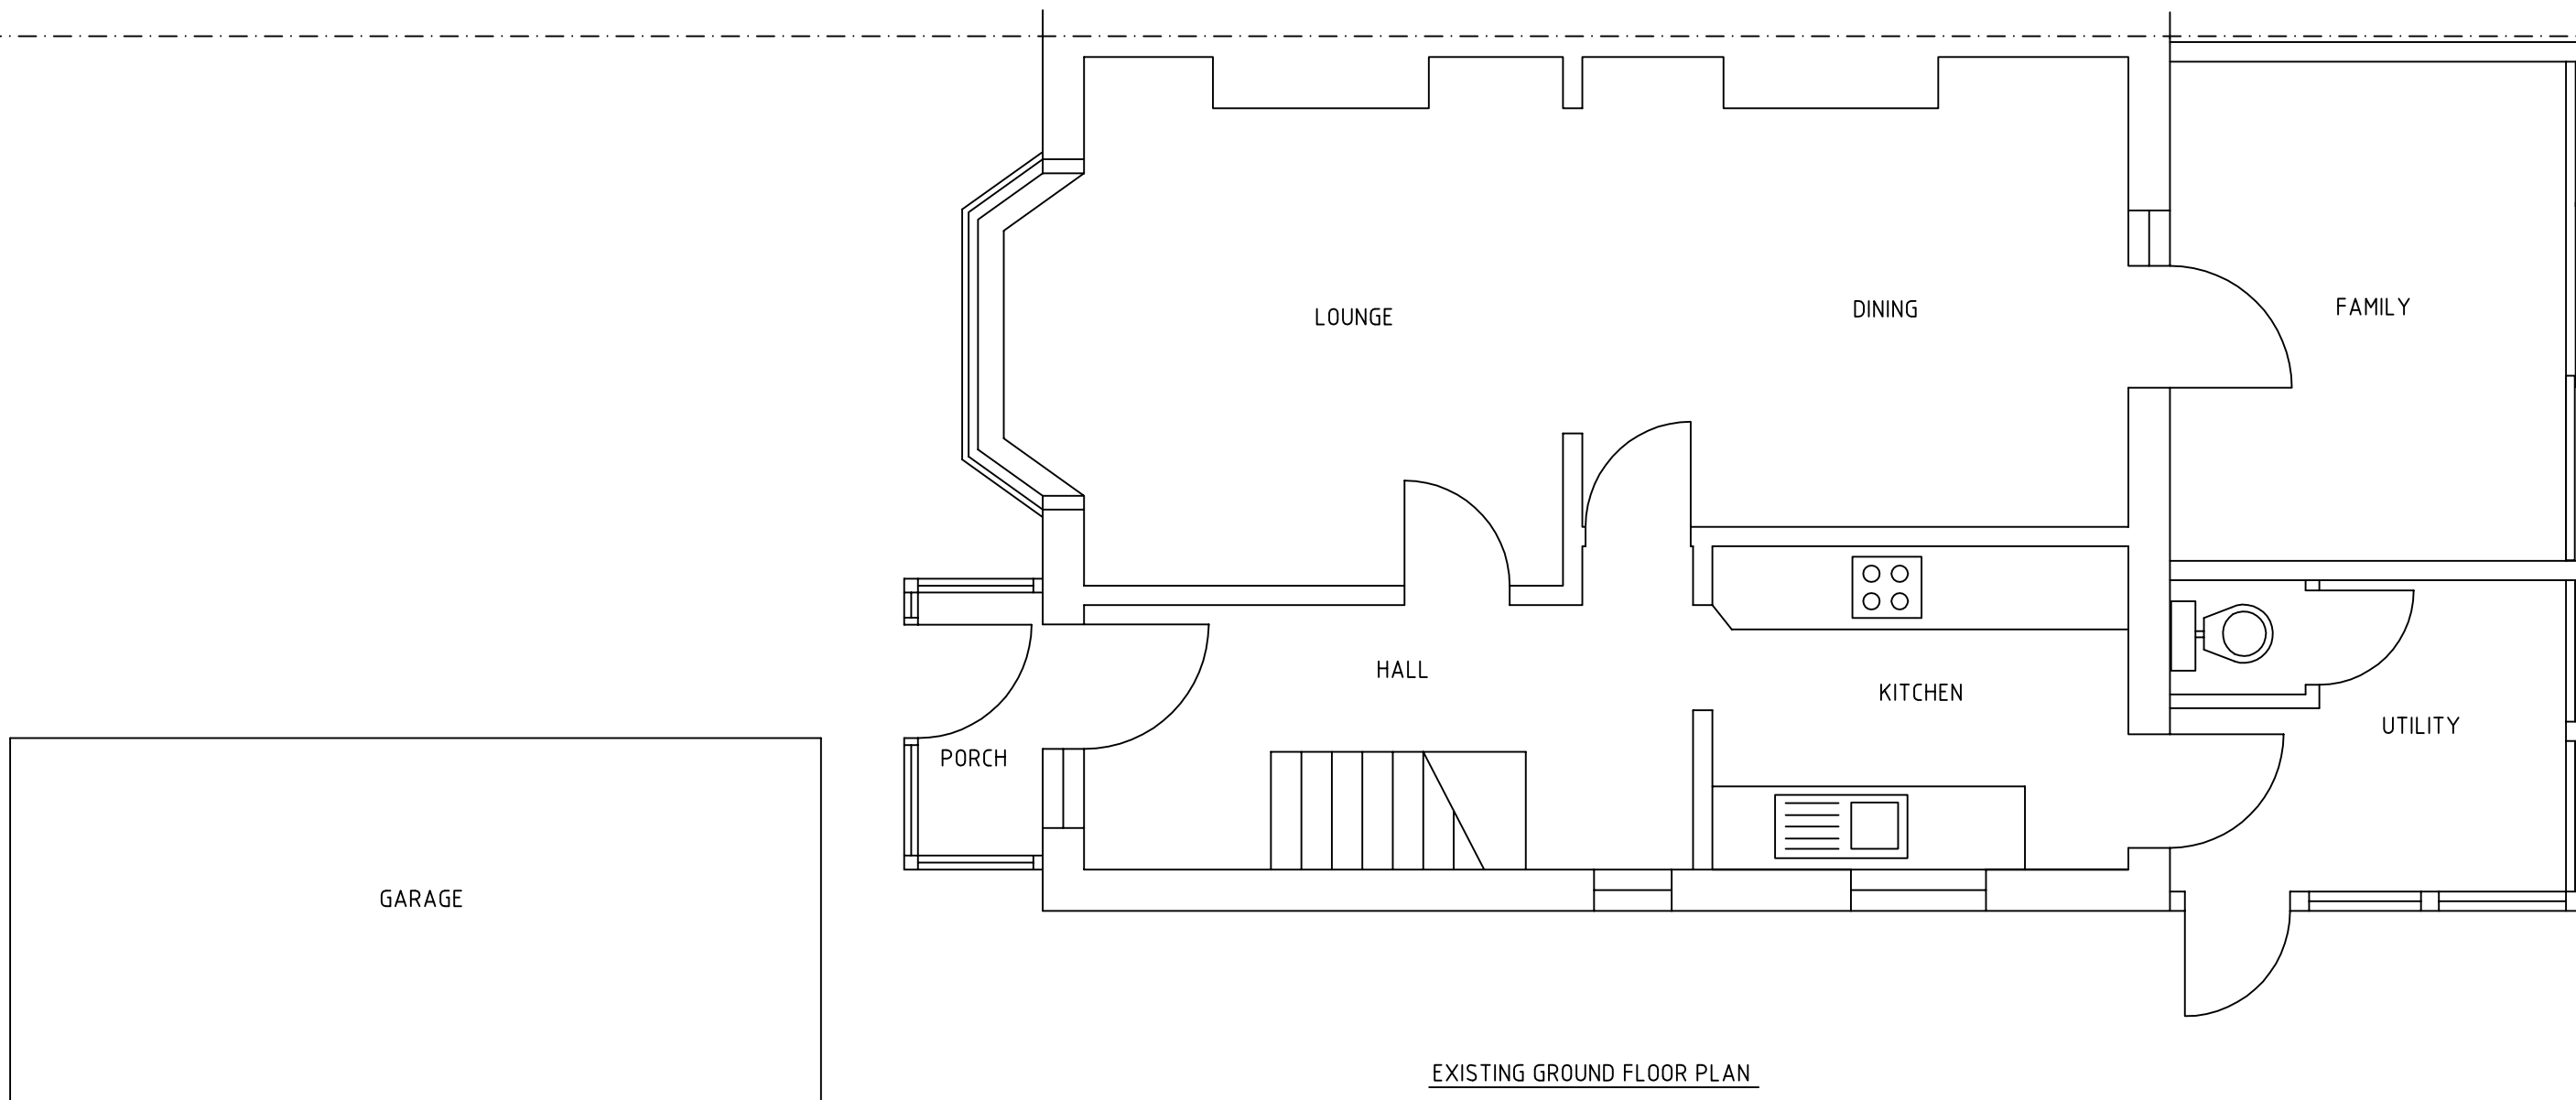 LOUNGE
DINING
FAMILY
HALL
KITCHEN
UTILITY
PORCH
GARAGE
EXISTING GROUND FLOOR PLAN